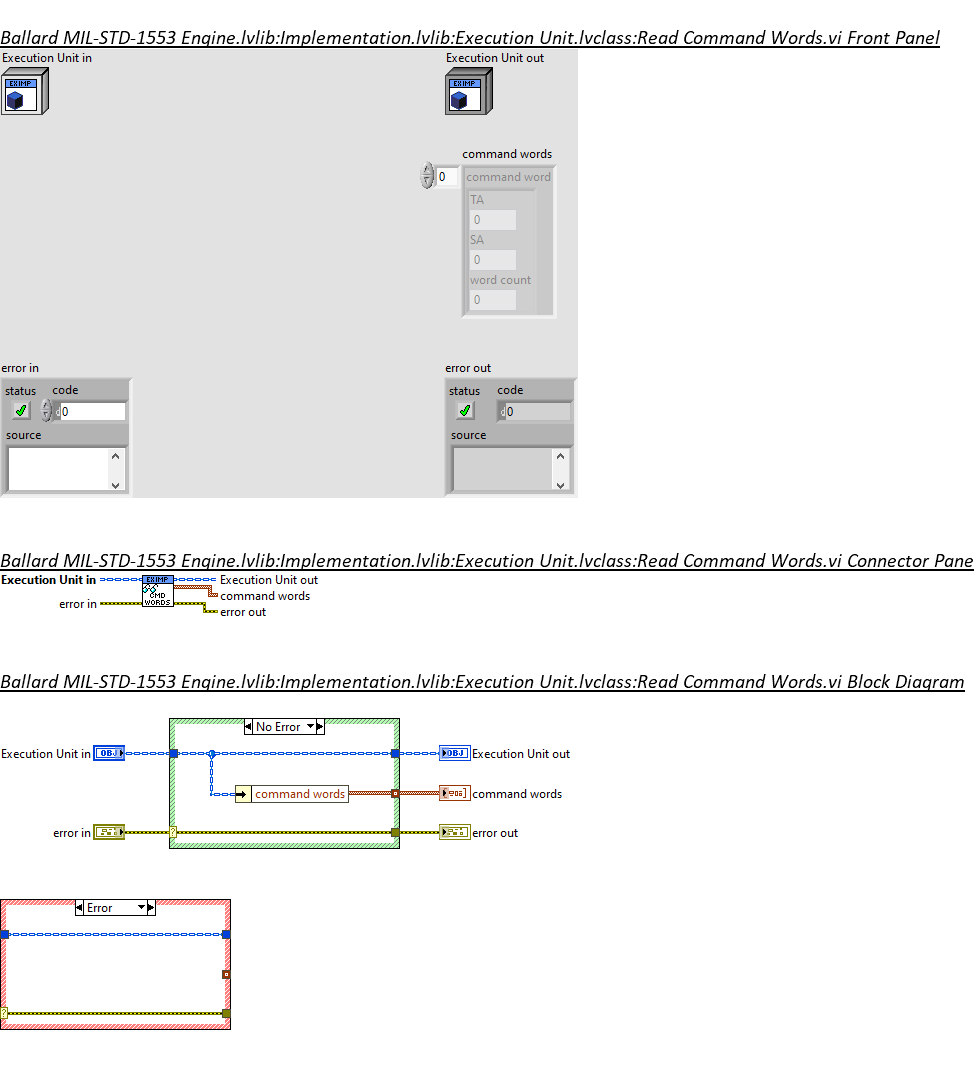 Ballard MIL-STD-1553 Engine.lvlib:Implementation.lvlib:Execution Unit.lvclass:Read Command Words.vi Front Panel
Execution Unit in
Execution Unit out
EXIMP
EXIMP
command words
0
command word
TA
0
SA
0
word count
0
error in
error out
status code
status code
d 0
d 0
source
source
Ballard MIL-STD-1553 Engine.lvlib:Implementation.lvlib:Execution Unit.lvclass:Read Command Words.vi Connector Pane
Execution Unit in
EXIMP
Execution Unit out
CMD
command words
error in
WORDS
error out
Ballard MIL-STD-1553 Engine.lvlib:Implementation.lvlib:Execution Unit.lvclass:Read Command Words.vi Block Diagram
No Error
Execution Unit in
OBJ
OBJ
Execution Unit out
command words
command words
error in
?
error out
Error
?